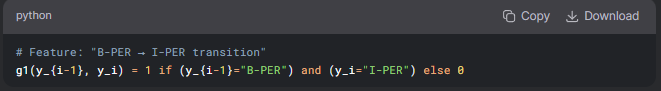 python
Copy
Download
# Feature: "B-PER → I-PER transition"
g1(y_{i-1}, y_i) = 1 if (y_{i-1}="B-PER") and (y_i="I-PER") else 0